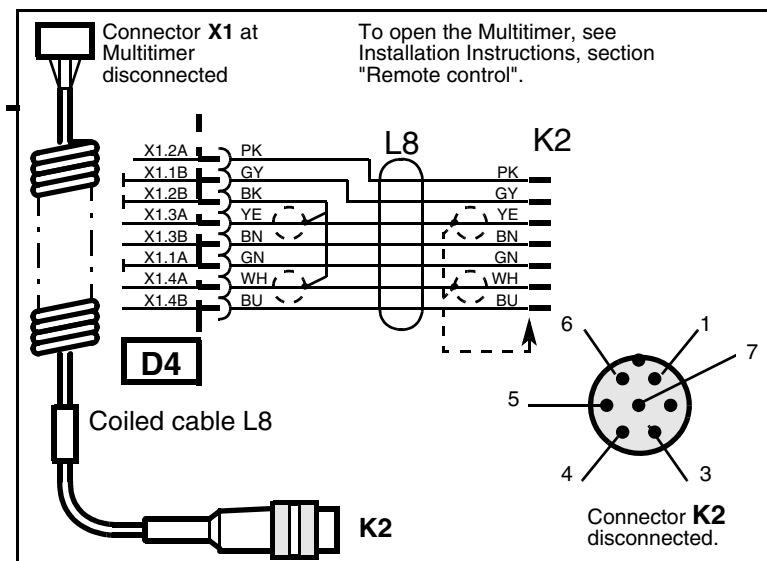 Connector X1 at
Multitimer
disconnected
To open the Multitimer, see
Installation Instructions, section
"Remote control".
L8
K2
X1.2A PK
PK
X1.1B GY
GY
X1.2B BK
X1.3A YE
YE
X1.3B BN
BN
X1.1A GN
GN
X1.4A WH
WH
X1.4B BU
BU
D4
6
1
7
5
4
3
Coiled cable L8
K2
Connector K2
disconnected.